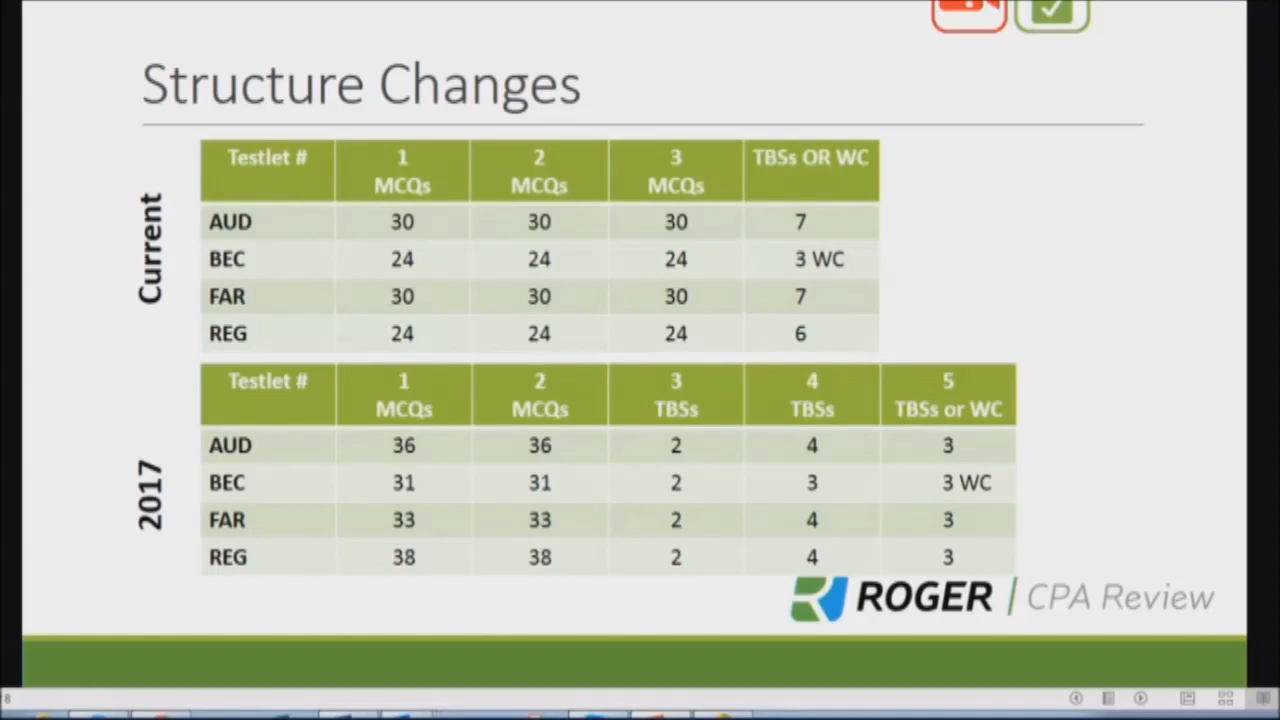 Structure Changes
Current
Testlet # 1 2 3 TBSs OR WC
MCQs MCQs MCQs
AUD 30 30 30 7
BEC 24 24 24 3 WC
FAR 30 30 30 7
REG 24 24 24 6
2017
Testlet # 1 2 3 4 5
MCQs MCQs TBSs TBSs TBSs or WC
AUD 36 36 2 4 3
BEC 31 31 2 3 3 WC
FAR 33 33 2 4 3
REG 38 38 2 4 3
ROGER | CPA Review
8